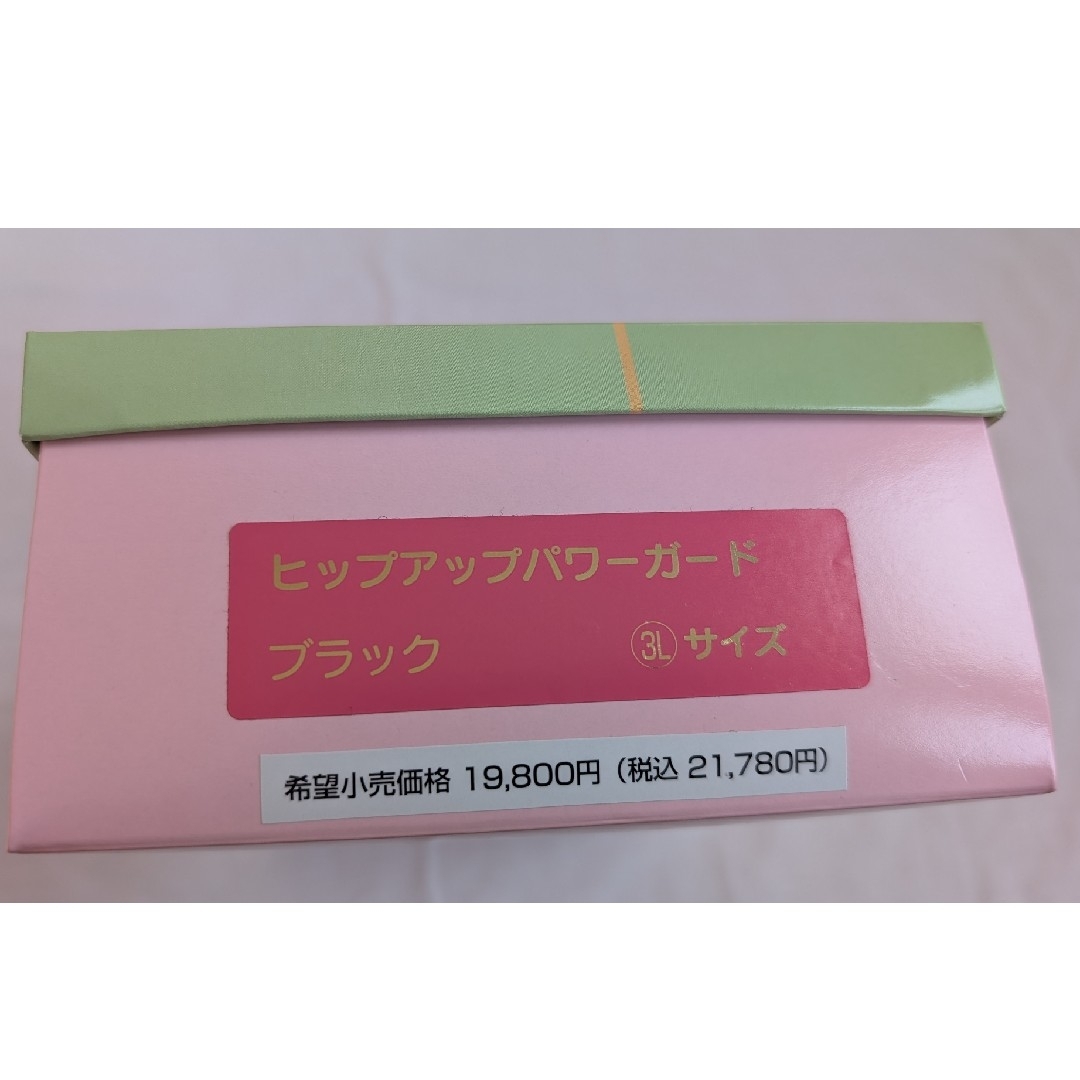 ヒップアップパワーガード
ブラック 3Lサイズ
希望小売価格 19,800円（税込 21,780円）